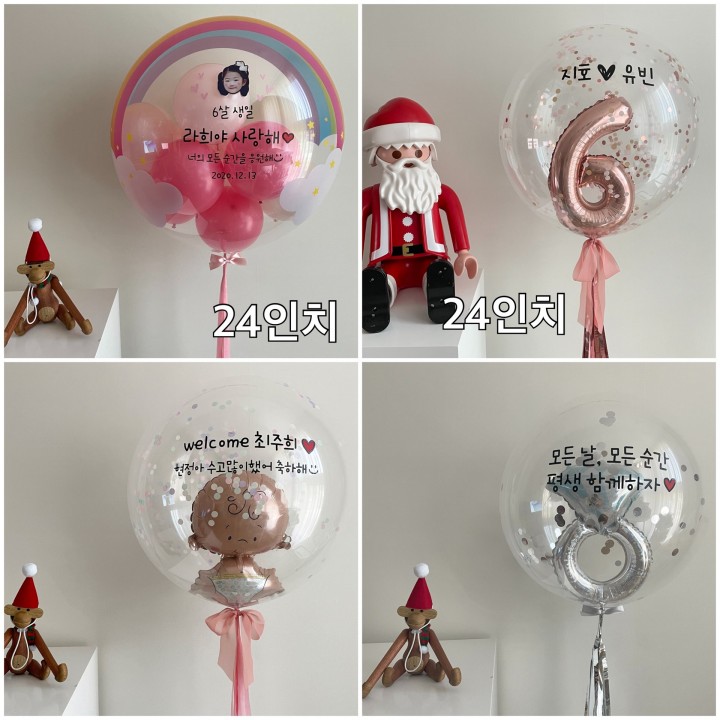 6살 생일
라희야 사랑해♥
너의 모든 순간을 응원해
2020.12.13
24인치
지호 ♥ 유빈
6
24인치
welcome 최주희♥
현정아 수고많이했어 축하해
모든 날, 모든 순간
평생 함께하자♥